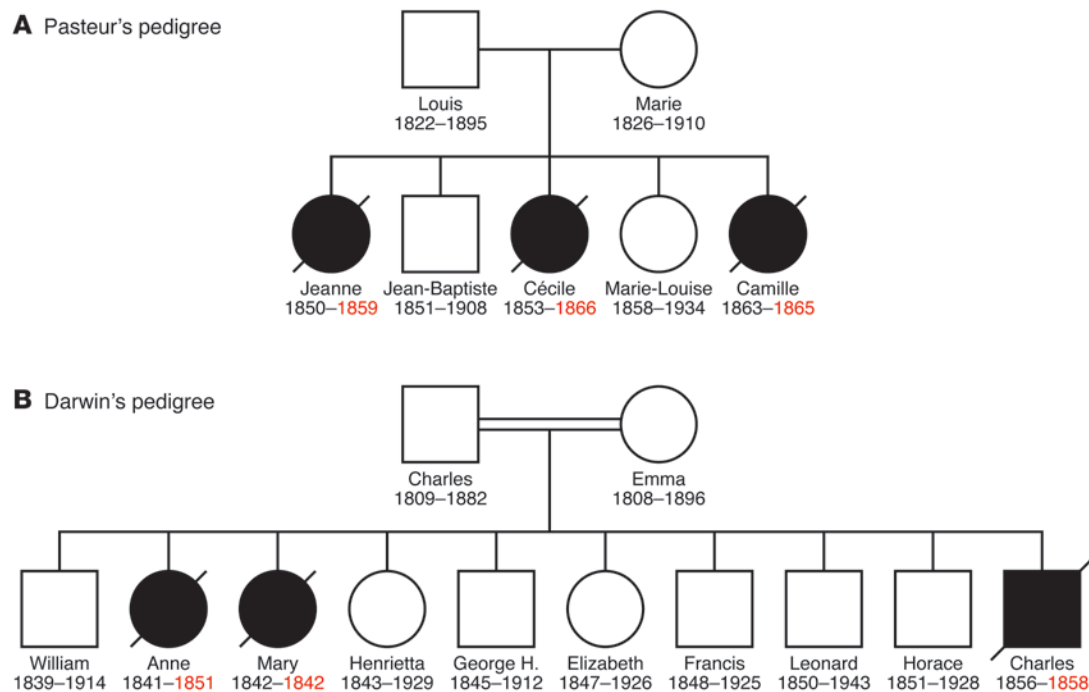 A Pasteur's pedigree
Louis Marie
1822–1895 1826–1910
Jeanne Jean-Baptiste Cécile Marie-Louise Camille
1850–1859 1851–1908 1853–1866 1858–1934 1863–1865
B Darwin's pedigree
Charles Emma
1809–1882 1808–1896
William Anne Mary Henrietta George H. Elizabeth Francis Leonard Horace Charles
1839–1914 1841–1851 1842–1842 1843–1929 1845–1912 1847–1926 1848–1925 1850–1943 1851–1928 1856–1858